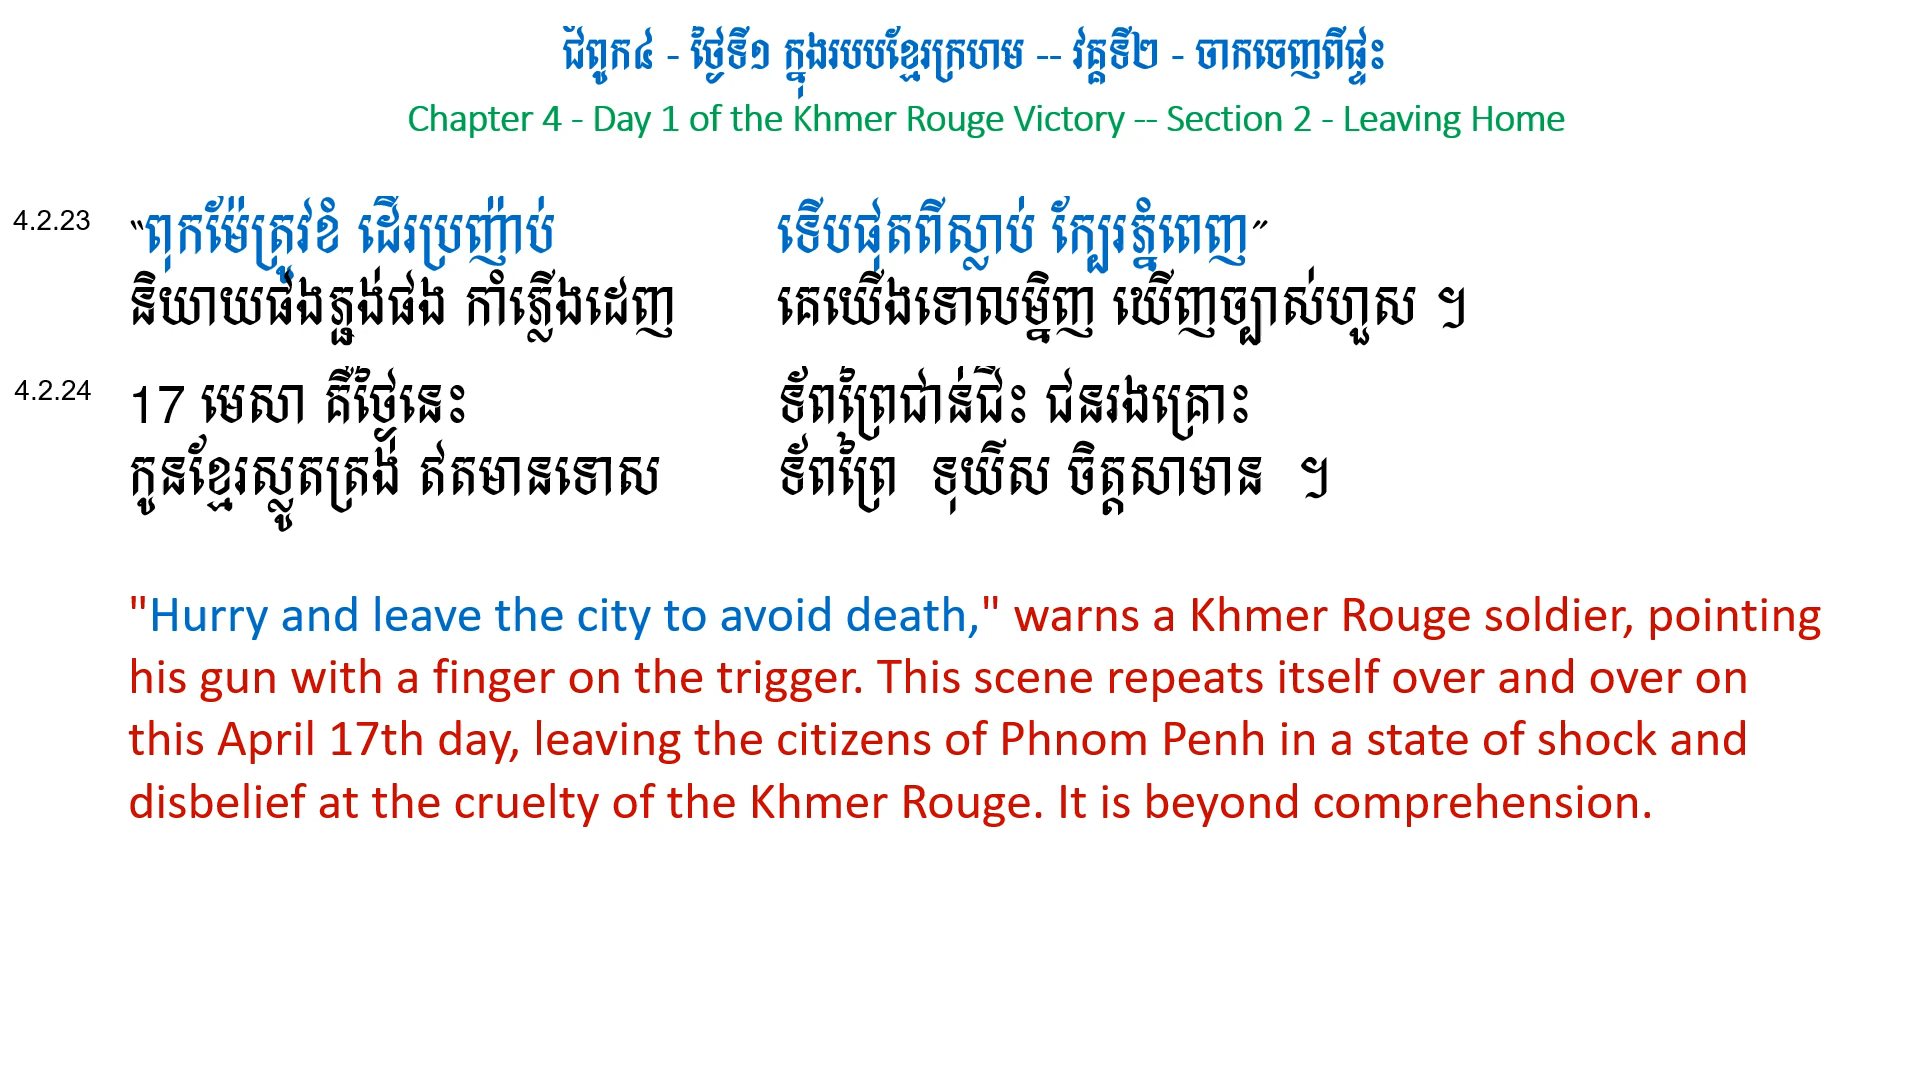 ជំពូក៤ - ថ្ងៃទី១ ក្នុងរបបខ្មែរក្រហម -- វគ្គទី២ - ចាកចេញពីផ្ទះ
Chapter 4 - Day 1 of the Khmer Rouge Victory -- Section 2 - Leaving Home
4.2.23 “ពុកម៉ែត្រូវខំ ដើរប្រញ៉ាប់ ទើបផុតពីស្លាប់ ក្បែរភ្នំពេញ”
និយាយផងភ្ជង់ផង កាំភ្លើងដេញ គេយើងទោលម្និញ ឃើញច្បាស់ហួស ។
4.2.24 17 មេសា គឺថ្ងៃនេះ ទ័ពព្រៃជាន់ជិះ ជនរងគ្រោះ
កូនខ្មែរស្លូតត្រង់ ឥតមានទោស ទ័ពព្រៃ ទុយ៌ស ចិត្តសាមាន ។
"Hurry and leave the city to avoid death," warns a Khmer Rouge soldier, pointing
his gun with a finger on the trigger. This scene repeats itself over and over on
this April 17th day, leaving the citizens of Phnom Penh in a state of shock and
disbelief at the cruelty of the Khmer Rouge. It is beyond comprehension.